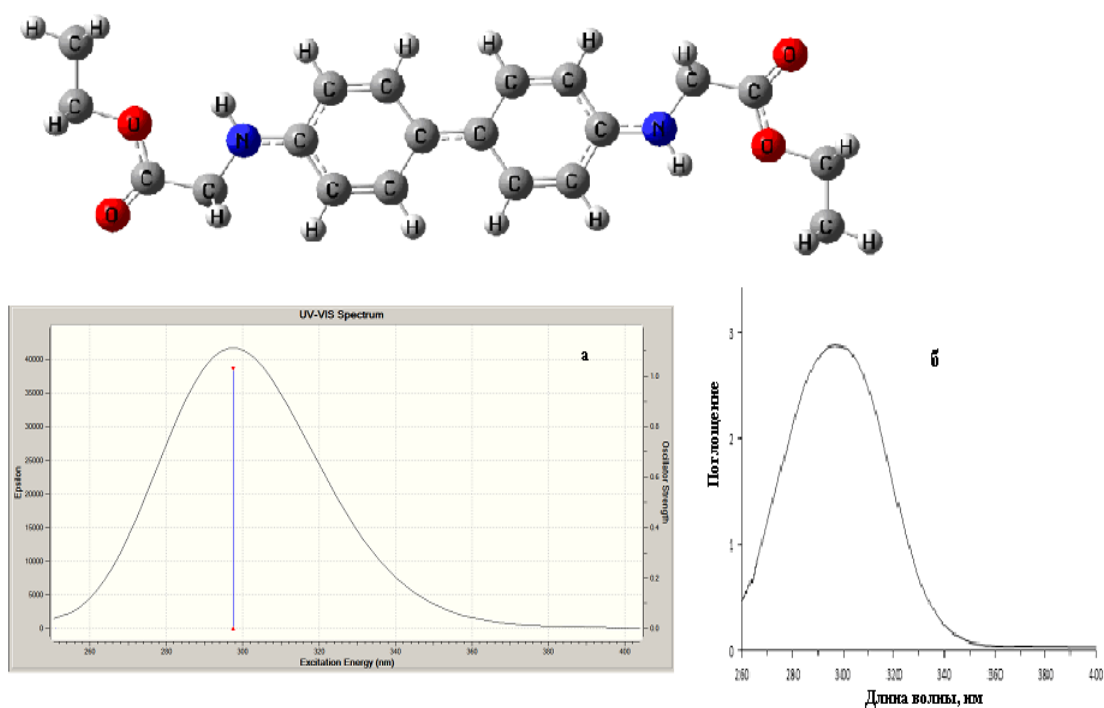 H C H
H H H H H O
C C C C C C
C H
H O N C C C C N O H
H C
C C C C C C
O H H
H H H H C H H
UV-VIS Spectrum
a
Epsilon
40000
35000
30000
25000
20000
15000
10000
5000
0
1.0
0.8
0.6
0.4
0.2
0.0
Oscillator Strength
260 280 300 320 340 360 380 400
Excitation Energy (nm)
б
Поглощение
3
2
1
0
260 280 300 320 340 360 380 400
Длина волны, нм